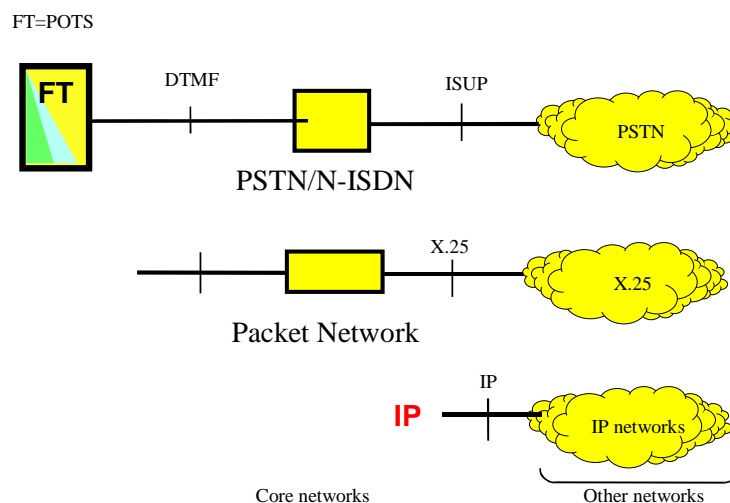 FT=POTS
FT
DTMF
ISUP
PSTN
PSTN/N-ISDN
X.25
X.25
Packet Network
IP
IP
IP networks
Core networks
Other networks